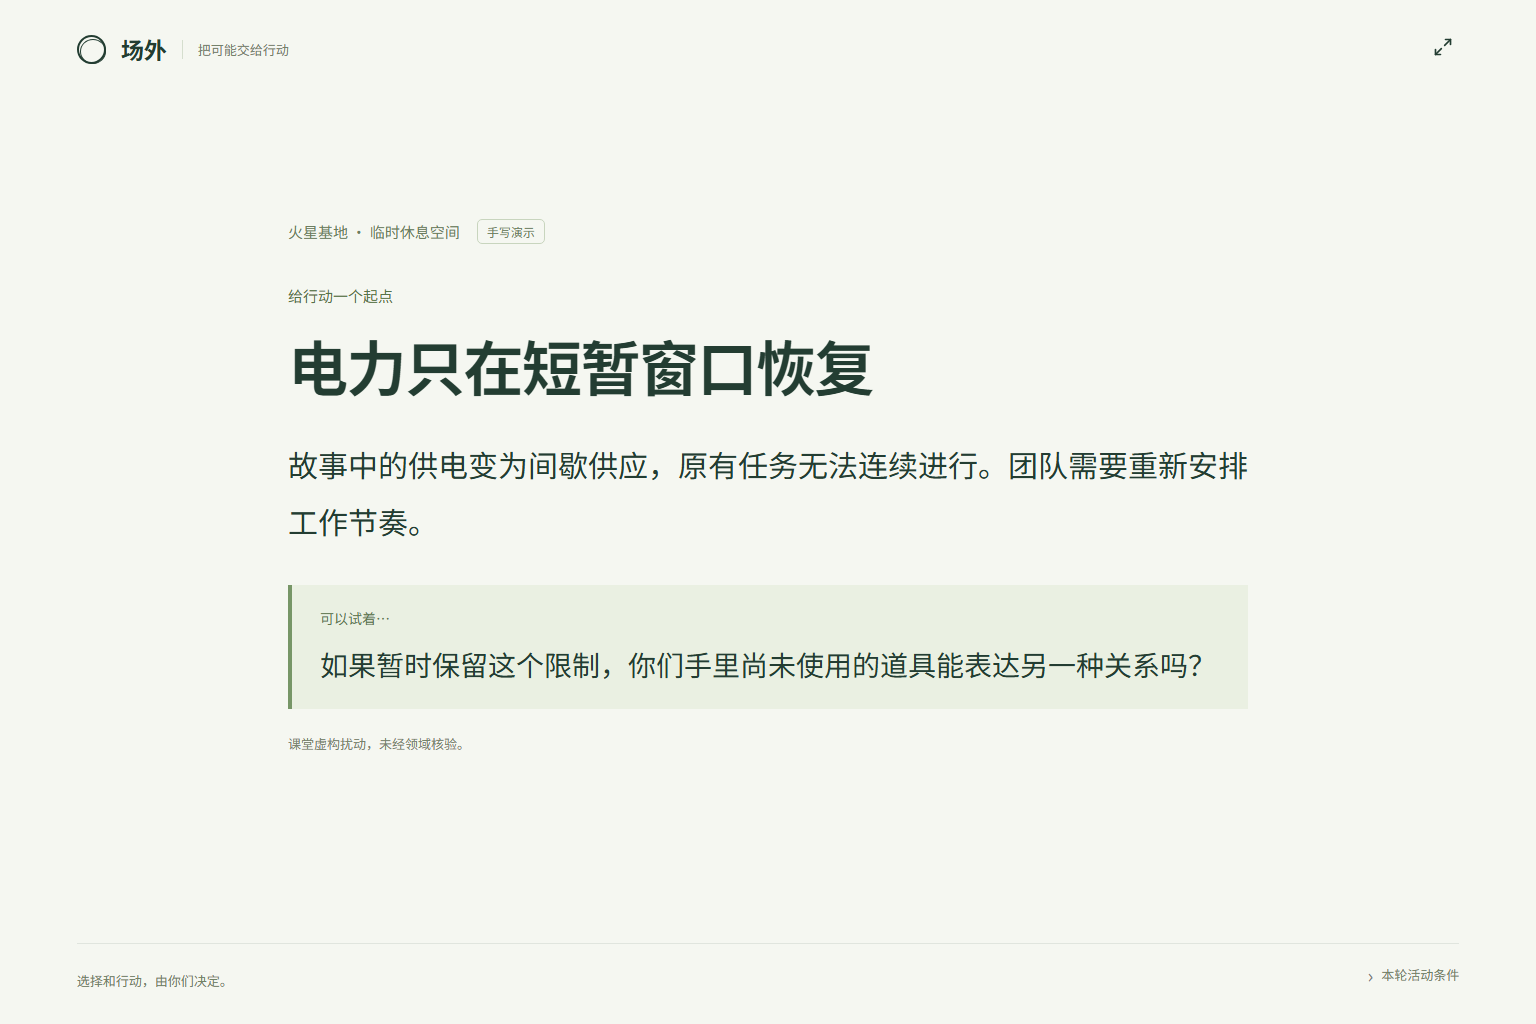 场外
把可能交给行动
火星基地 · 临时休息空间
手写演示
给行动一个起点
电力只在短暂窗口恢复
故事中的供电变为间歇供应，原有任务无法连续进行。团队需要重新安排
工作节奏。
可以试着…
如果暂时保留这个限制，你们手里尚未使用的道具能表达另一种关系吗？
课堂虚构扰动，未经领域核验。
选择和行动，由你们决定。
› 本轮活动条件